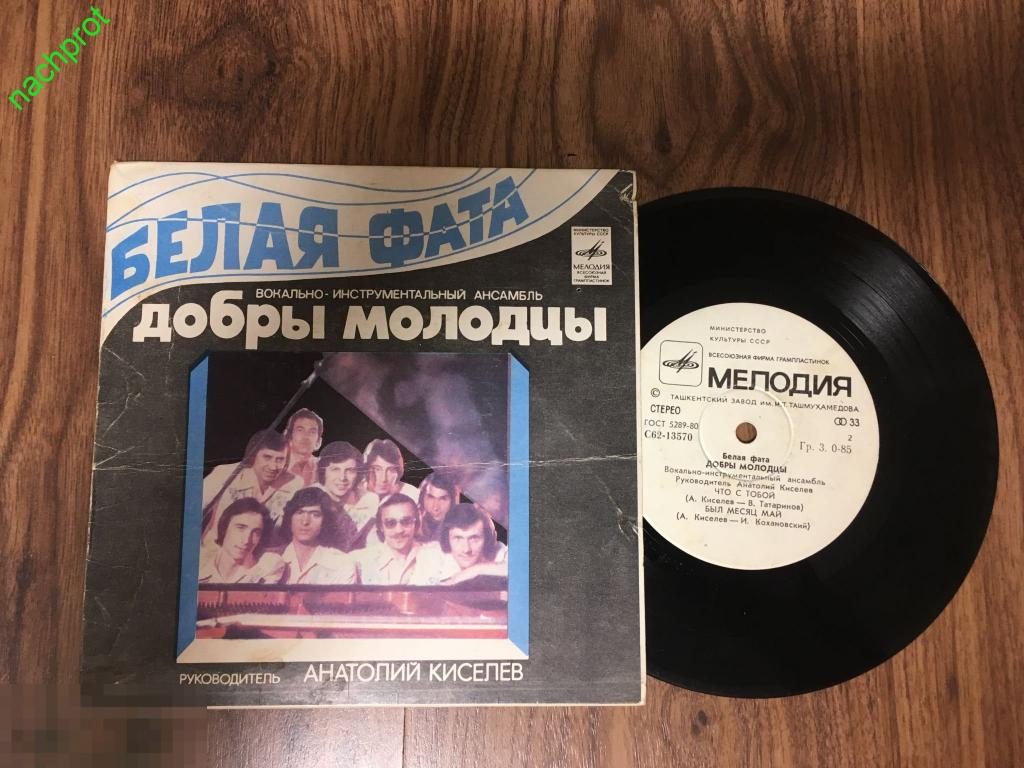 nachprot
БЕЛАЯ ФАТА
МИНИСТЕРСТВО
КУЛЬТУРЫ СССР
МЕЛОДИЯ
ВСЕСОЮЗНАЯ
ФИРМА
ГРАМПЛАСТИНОК
ВОКАЛЬНО-ИНСТРУМЕНТАЛЬНЫЙ АНСАМБЛЬ
ДОБРЫ МОЛОДЦЫ
РУКОВОДИТЕЛЬ АНАТОЛИЙ КИСЕЛЕВ
МИНИСТЕРСТВО
КУЛЬТУРЫ СССР
ВСЕСОЮЗНАЯ ФИРМА ГРАМПЛАСТИНОК
МЕЛОДИЯ
© ТАШКЕНТСКИЙ ЗАВОД ИМ. М.Т. ТАШМУХАМЕДОВА
СТЕРЕО 33
ГОСТ 5289-80 2
С62-13570 Гр. 3. 0-85
Белая фата
ДОБРЫ МОЛОДЦЫ
Вокально-инструментальный ансамбль
Руководитель Анатолий Киселев
ЧТО С ТОБОЙ
(А. Киселев — В. Татаринов)
БЫЛ МЕСЯЦ МАЙ
(А. Киселев — И. Кохановский)